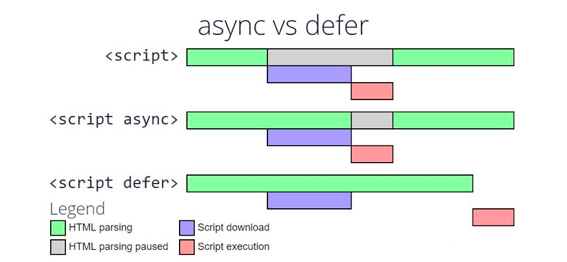 async vs defer
<script>
<script async>
<script defer>
Legend
HTML parsing
Script download
HTML parsing paused
Script execution